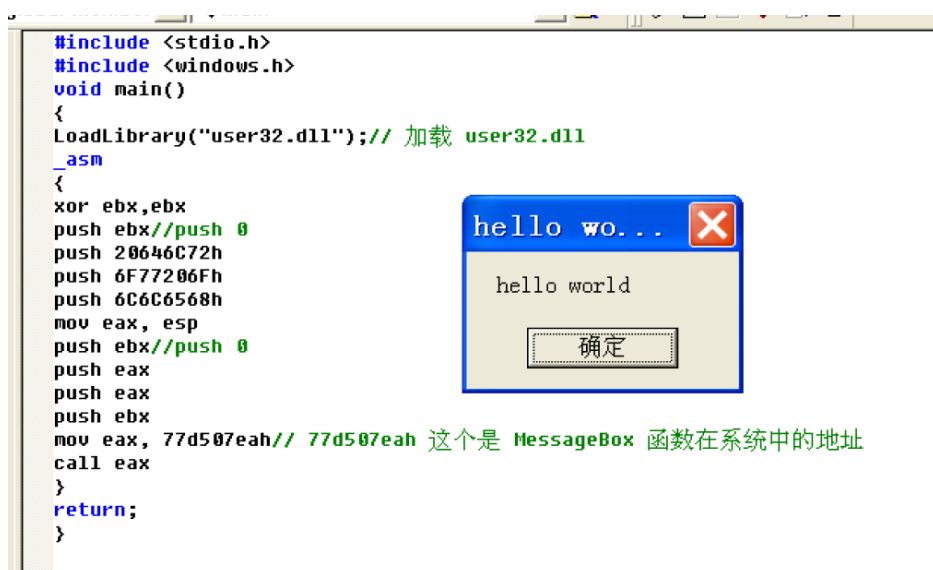 #include <stdio.h>
#include <windows.h>
void main()
{
LoadLibrary("user32.dll");// 加载 user32.dll
_asm
{
xor ebx,ebx
push ebx//push 0
push 20646C72h
push 6F77206Fh
push 6C6C6568h
mov eax, esp
push ebx//push 0
push eax
push eax
push ebx
mov eax, 77d507eah// 77d507eah 这个是 MessageBox 函数在系统中的地址
call eax
}
return;
}
hello wo...
hello world
确定